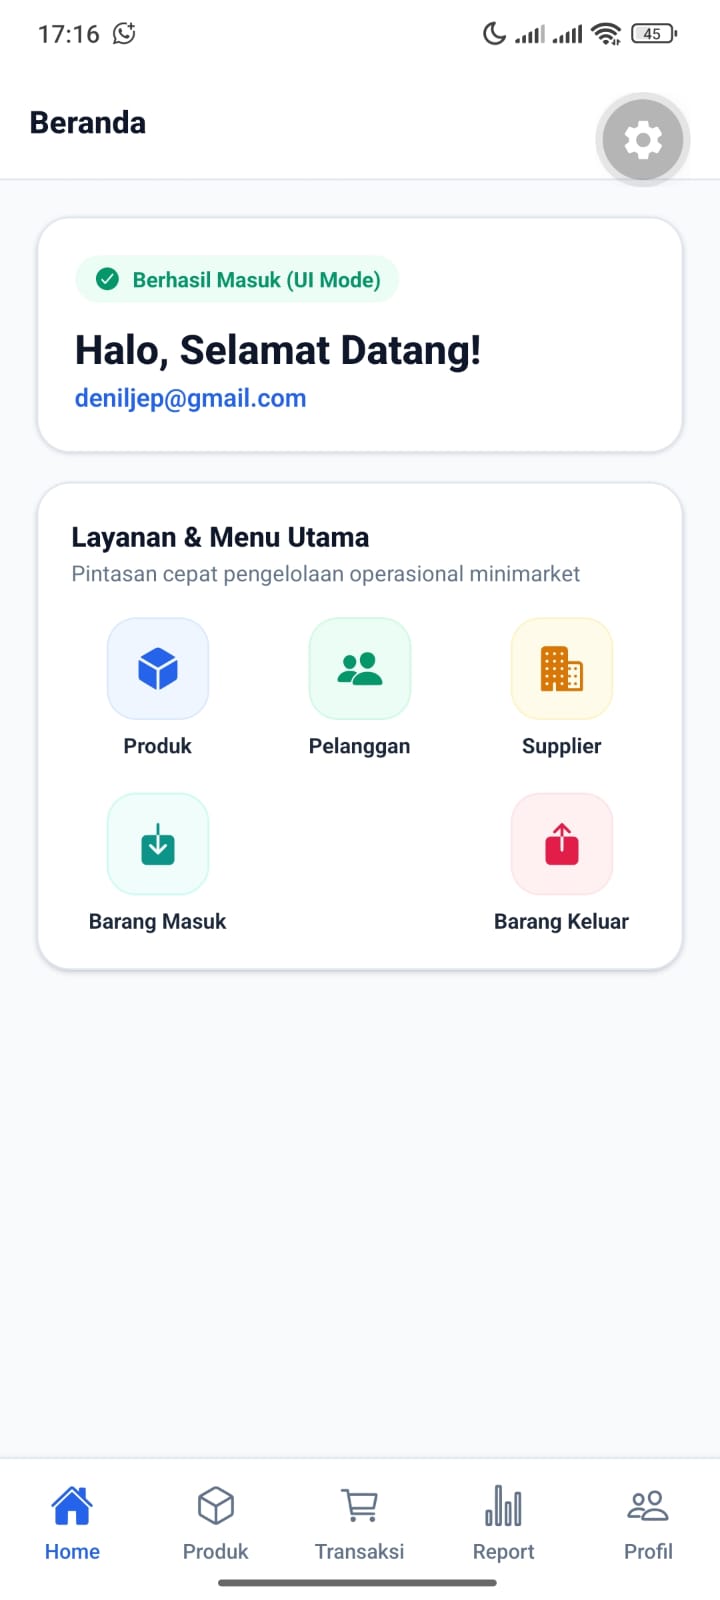 17:16
45
Beranda
Berhasil Masuk (UI Mode)
Halo, Selamat Datang!
deniljep@gmail.com
Layanan & Menu Utama
Pintasan cepat pengelolaan operasional minimarket
Produk Pelanggan Supplier
Barang Masuk Barang Keluar
Home Produk Transaksi Report Profil